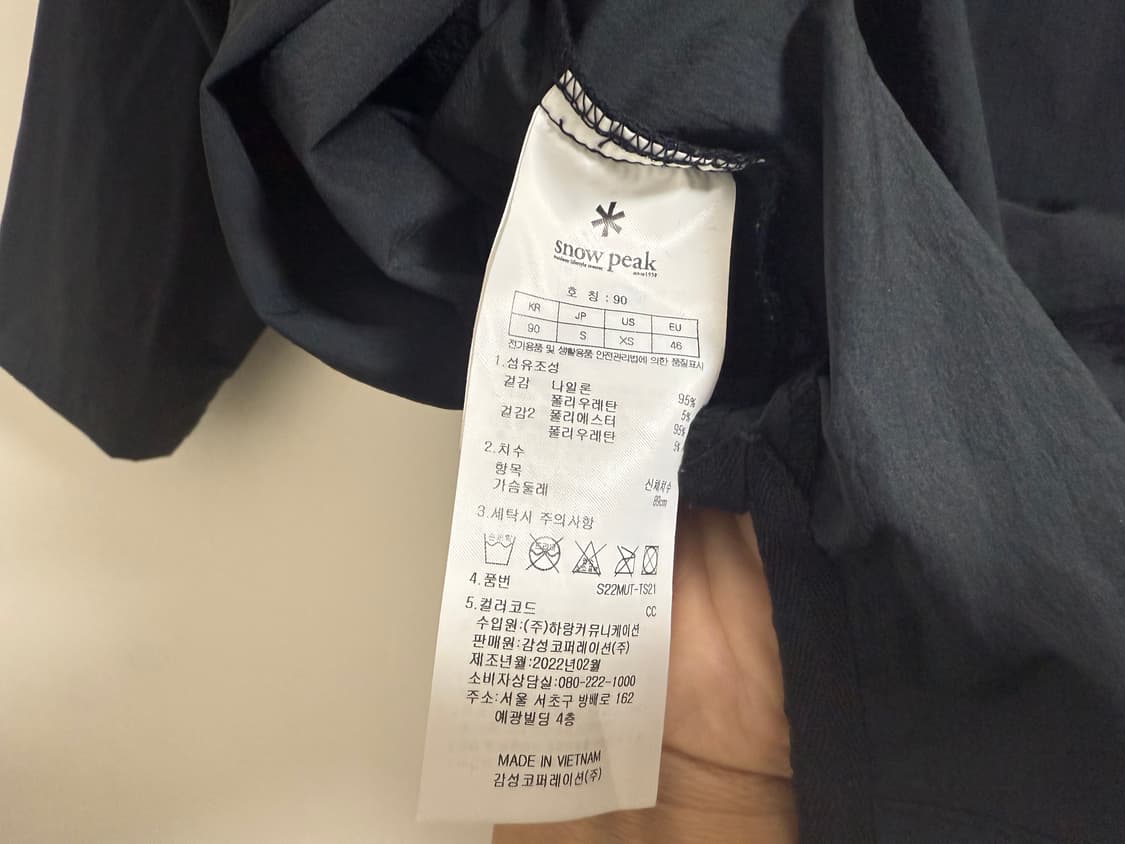 snow peak
호 칭 : 90
KR JP US EU
90 S XS 46
전기용품 및 생활용품 안전관리법에 의한 품질표시
1.섬유조성
겉감 나일론 95%
폴리우레탄 5%
겉감2 폴리에스터 95%
폴리우레탄 5%
2.치수
항목 신체치수
가슴둘레 89cm
3.세탁시 주의사항
4.품번 S22MUT-TS21
5.컬러코드 CC
수입원:(주)하랑커뮤니케이션
판매원:감성코퍼레이션(주)
제조년월:2022년02월
소비자상담실:080-222-1000
주소:서울 서초구 방배로 162
예광빌딩 4층
MADE IN VIETNAM
감성코퍼레이션(주)